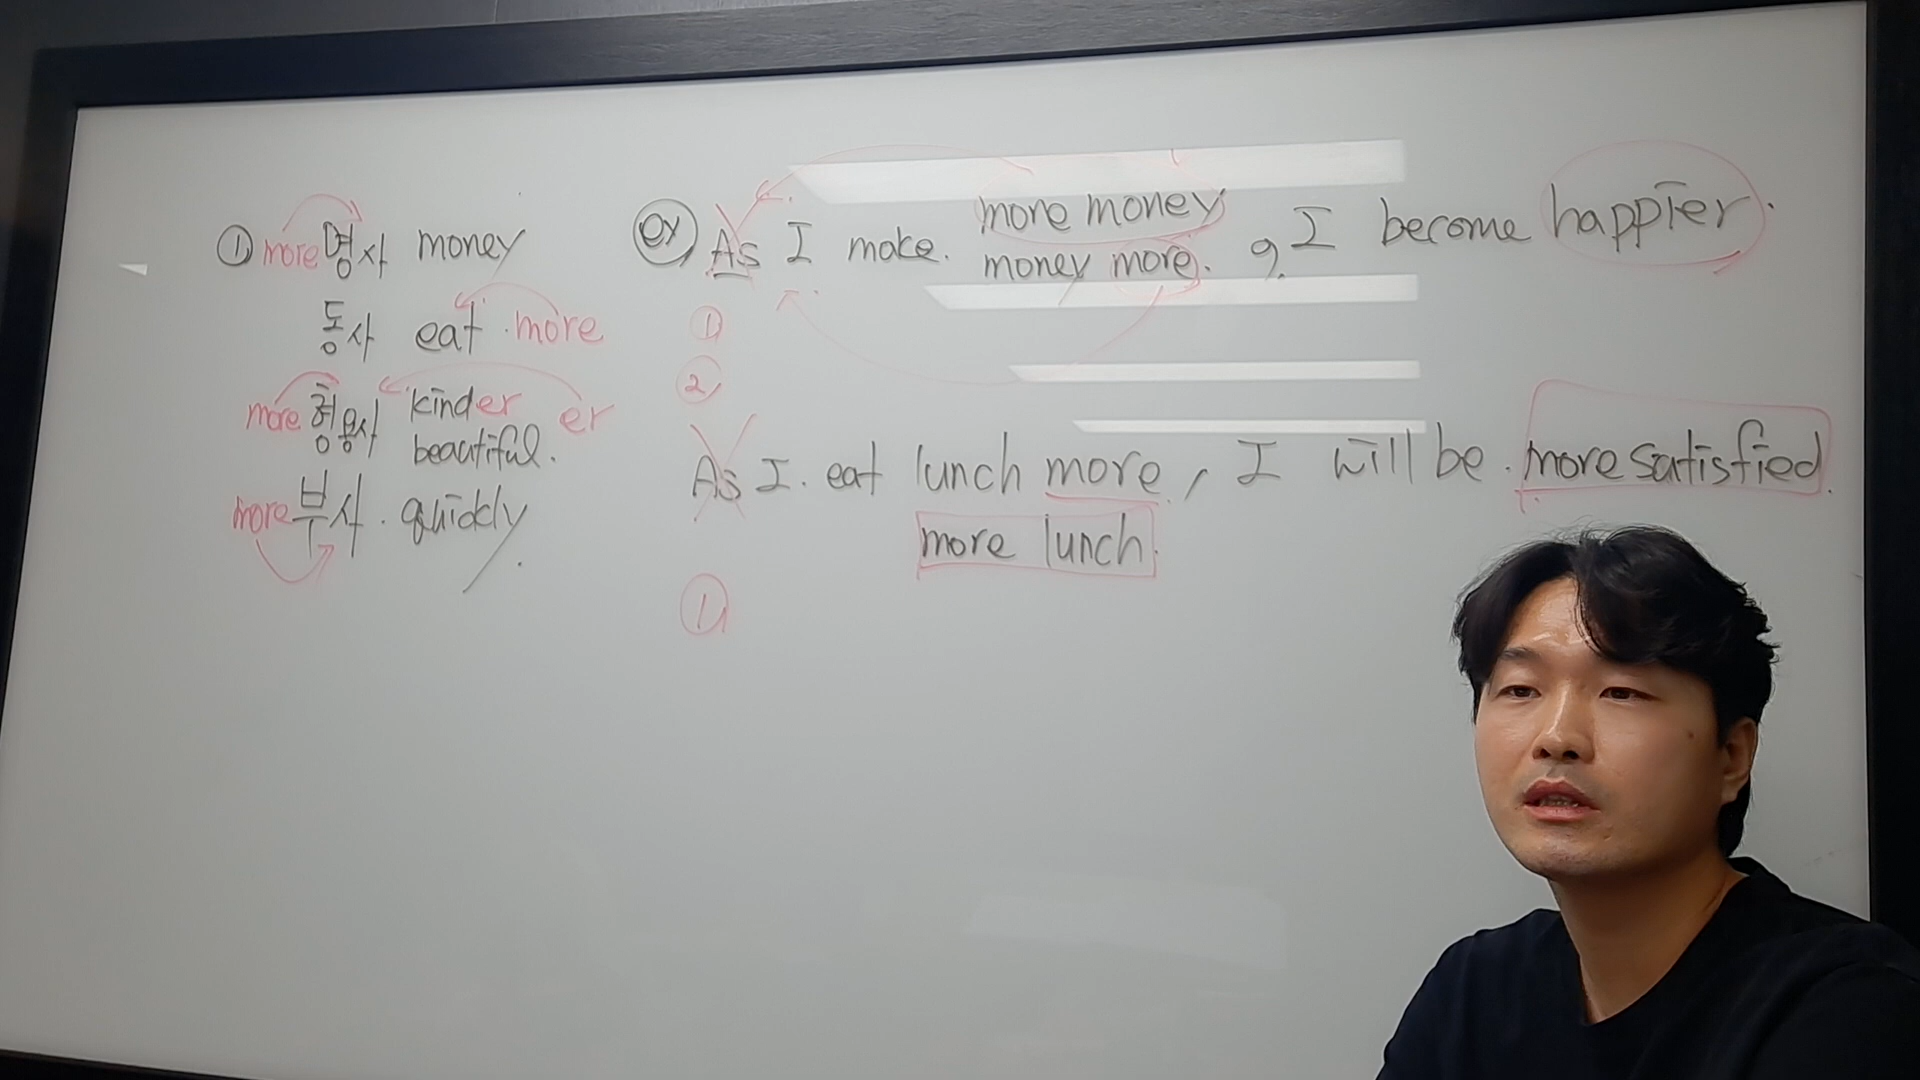 ① more 명사 money
동사 eat more
more 형용사 kinder er
beautiful.
more 부사. quickly
ex As I make. more money, I become happier.
money more.
①
②
As I. eat lunch more, I will be. more satisfied
more lunch.
①